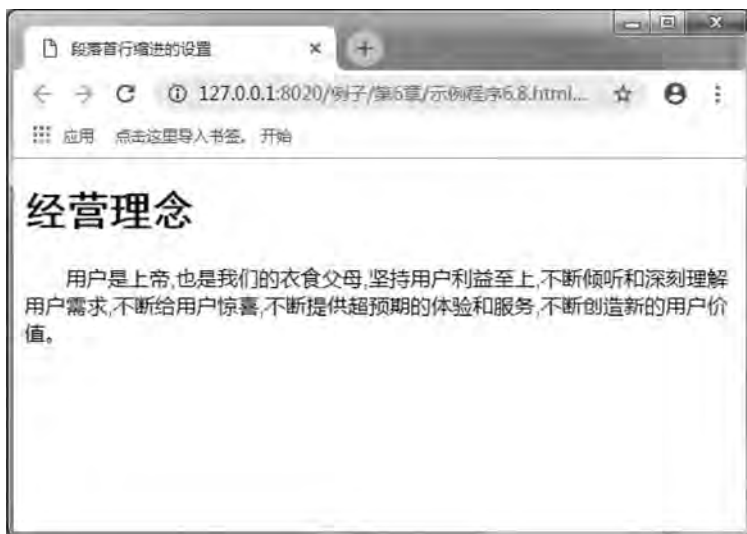 段落首行缩进的设置
127.0.0.1:8020/例子/第6章/示例程序6.8.html...
应用 点击这里导入书签。 开始
经营理念
用户是上帝,也是我们的衣食父母,坚持用户利益至上,不断倾听和深刻理解
用户需求,不断给用户惊喜,不断提供超预期的体验和服务,不断创造新的用户价
值。